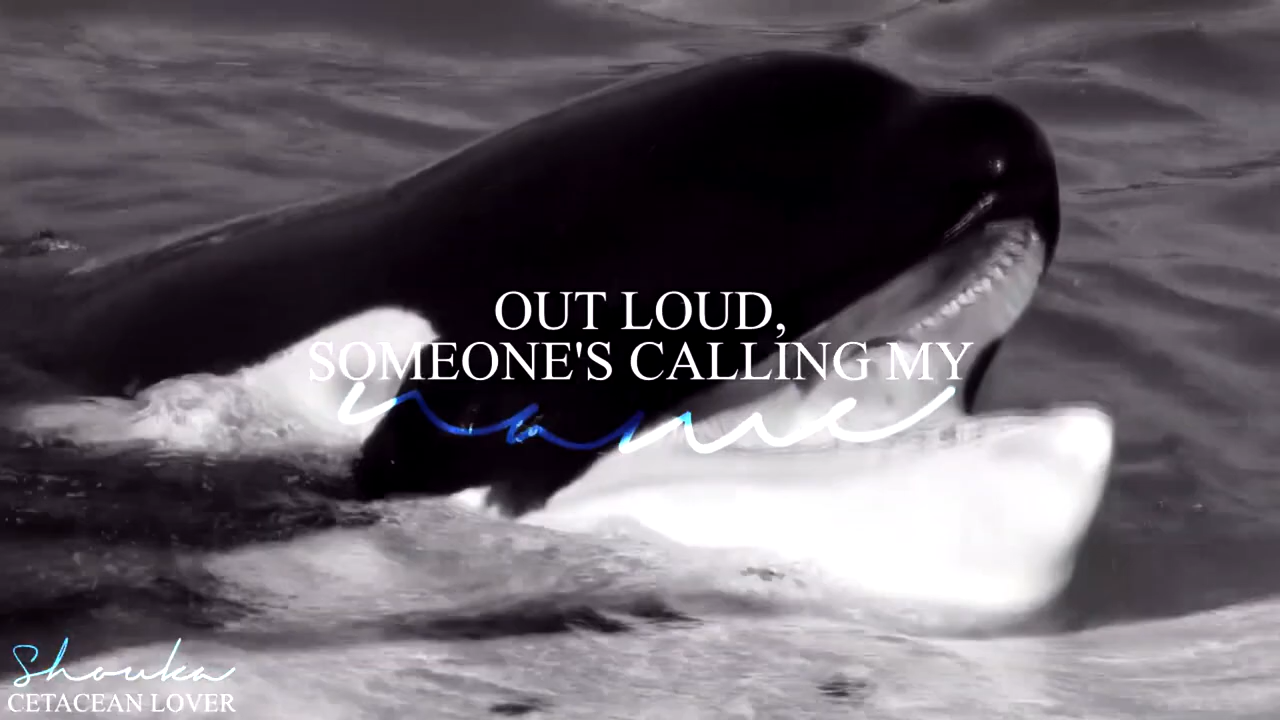 OUT LOUD,
SOMEONE'S CALLING MY
name
Shouka
CETACEAN LOVER